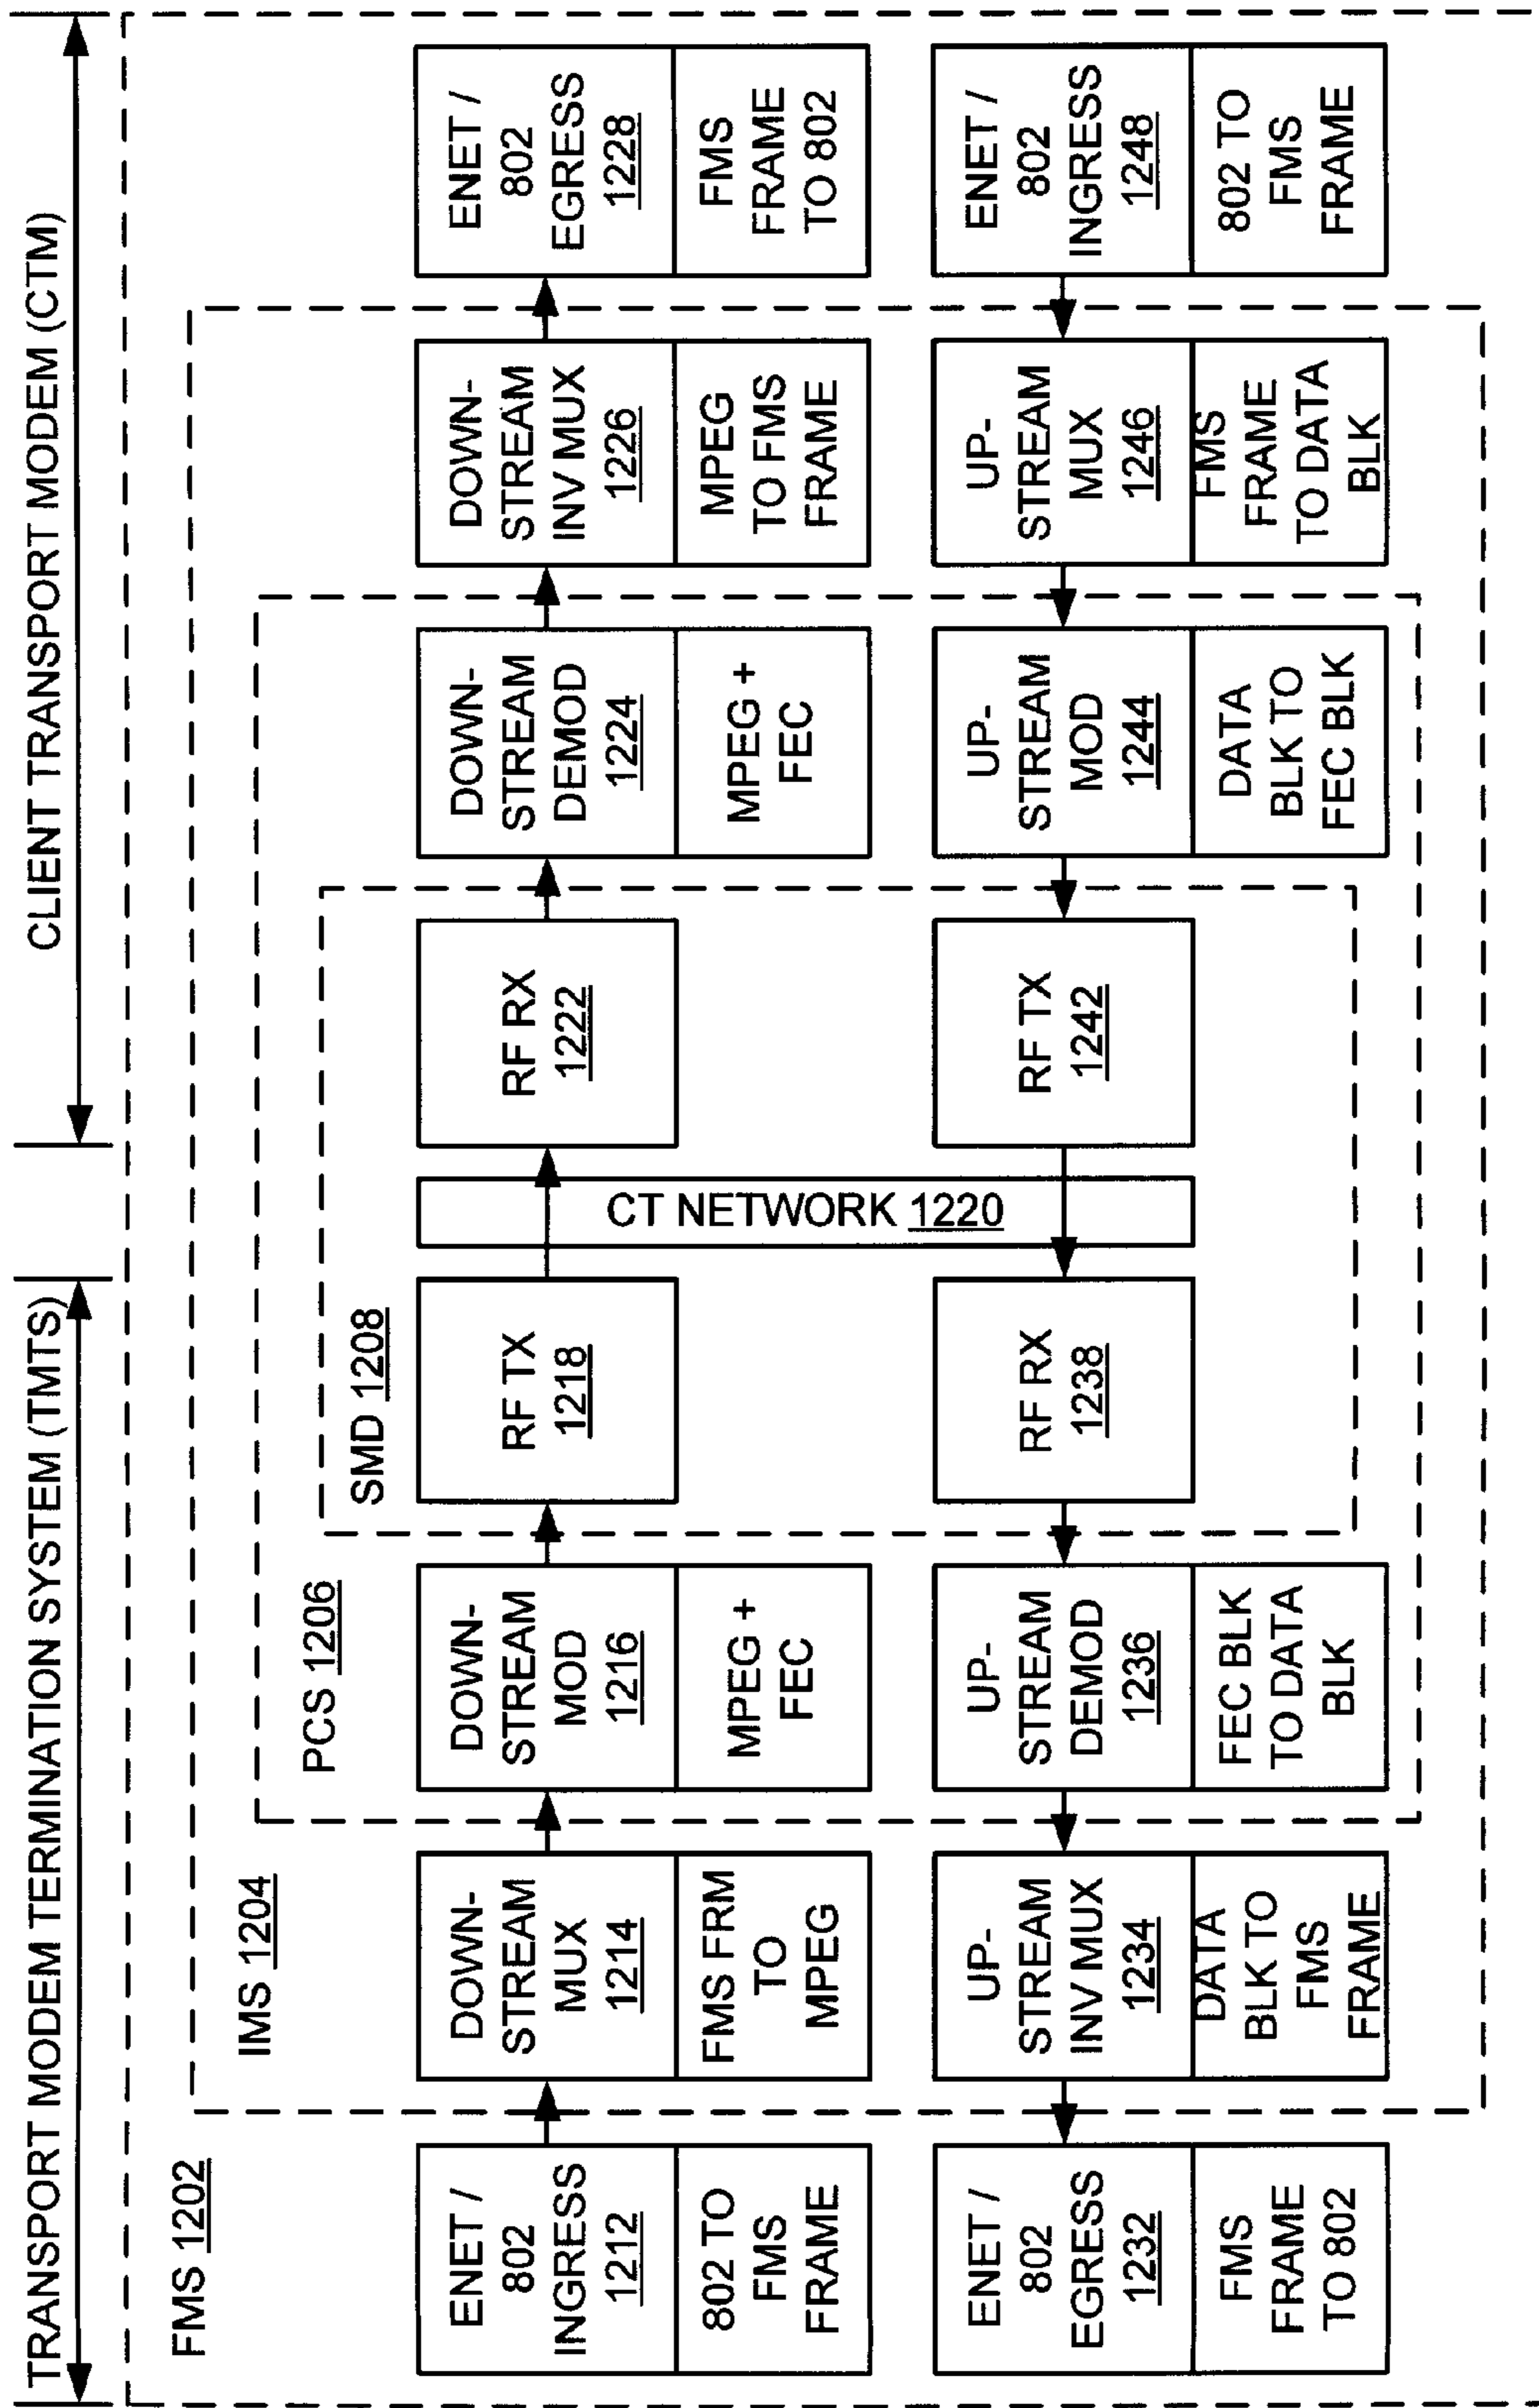 TRANSPORT MODEM TERMINATION SYSTEM (TMTS)
CLIENT TRANSPORT MODEM (CTM)
FMS 1202
IMS 1204
PCS 1206
SMD 1208
ENET /
802
INGRESS
1212
802 TO
FMS
FRAME
DOWN-
STREAM
MUX
1214
FMS FRM
TO
MPEG
DOWN-
STREAM
MOD
1216
MPEG +
FEC
RF TX
1218
CT NETWORK 1220
RF RX
1222
DOWN-
STREAM
DEMOD
1224
MPEG +
FEC
DOWN-
STREAM
INV MUX
1226
MPEG
TO FMS
FRAME
ENET /
802
EGRESS
1228
FMS
FRAME
TO 802
ENET /
802
EGRESS
1232
FMS
FRAME
TO 802
UP-
STREAM
INV MUX
1234
DATA
BLK TO
FMS
FRAME
UP-
STREAM
DEMOD
1236
FEC BLK
TO DATA
BLK
RF RX
1238
RF TX
1242
UP-
STREAM
MOD
1244
DATA
BLK TO
FEC BLK
UP-
STREAM
MUX
1246
FMS
FRAME
TO DATA
BLK
ENET /
802
INGRESS
1248
802 TO
FMS
FRAME